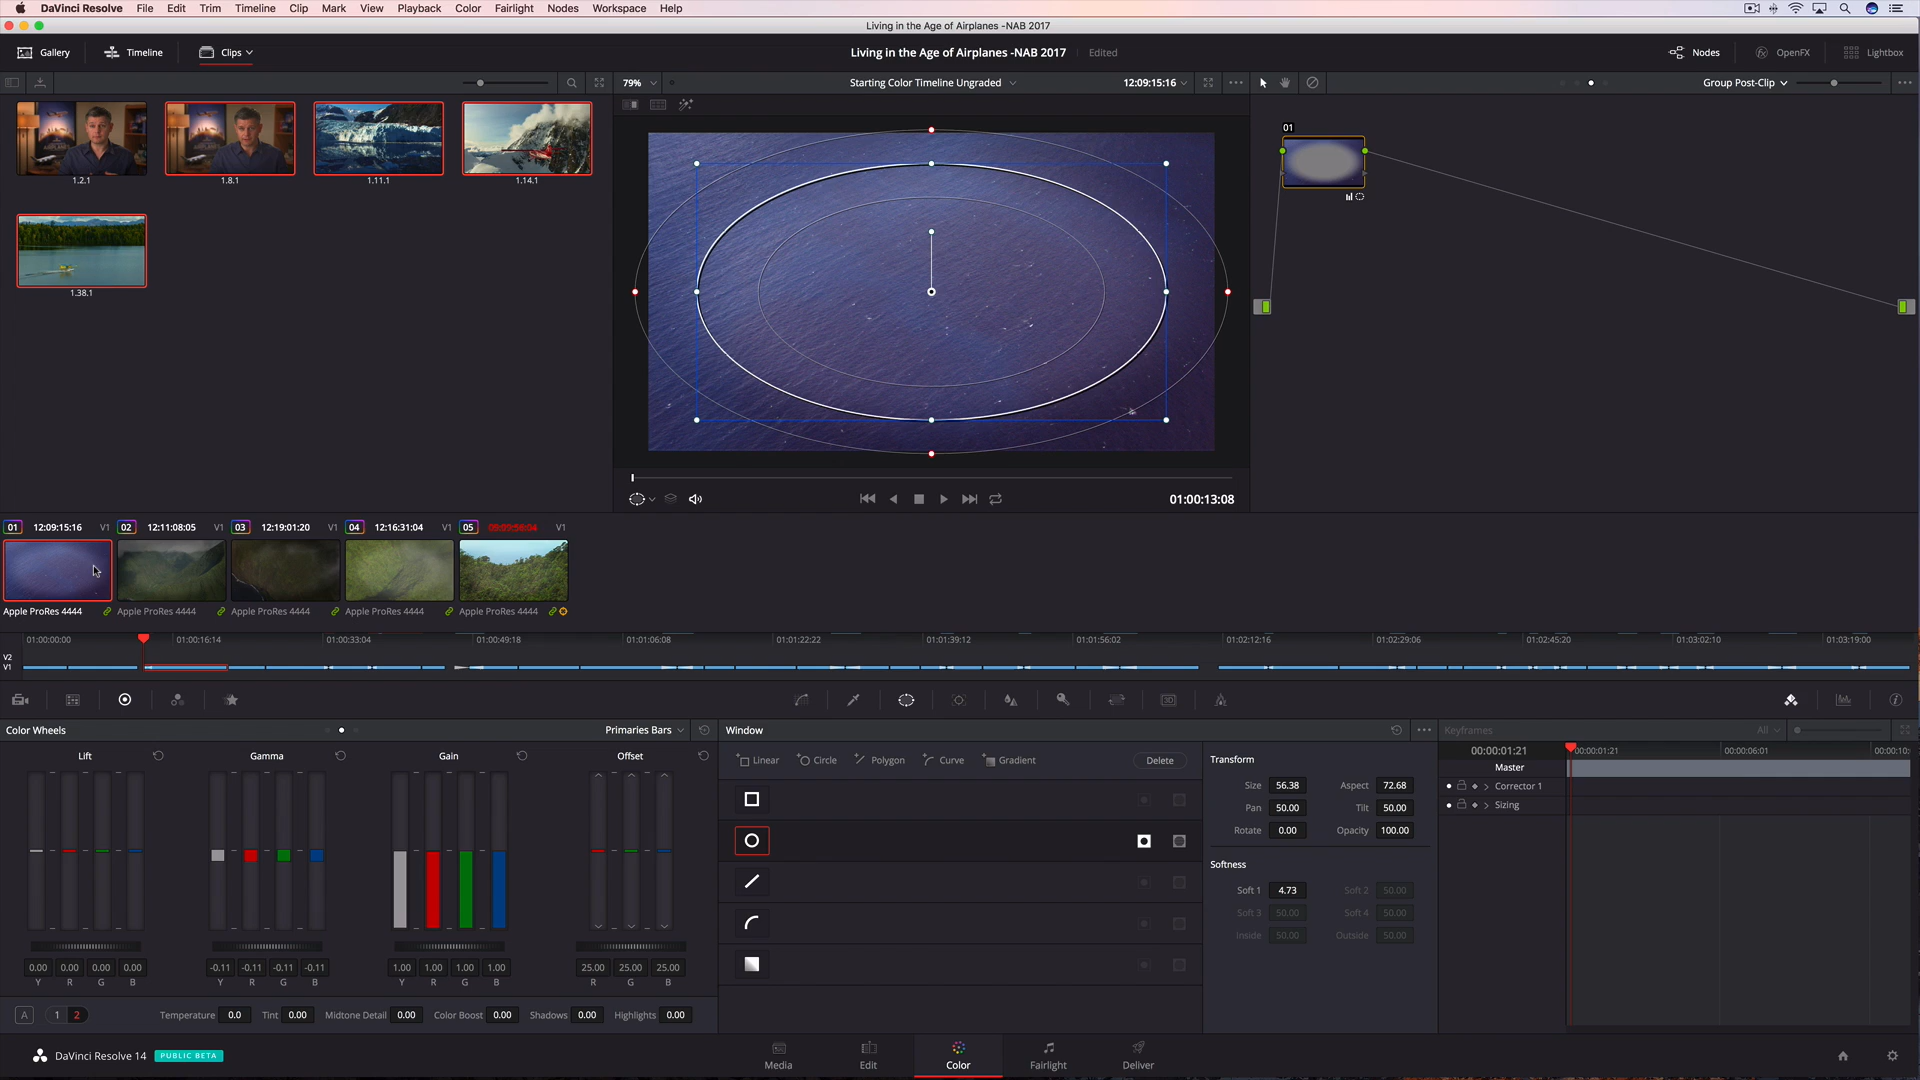 DaVinci Resolve File Edit Trim Timeline Clip Mark View Playback Color Fairlight Nodes Workspace Help
Living in the Age of Airplanes -NAB 2017
Gallery Timeline Clips Living in the Age of Airplanes -NAB 2017 Edited Nodes OpenFX Lightbox
79% Starting Color Timeline Ungraded 12:09:15:16 Group Post-Clip
1.2.1 1.8.1 1.11.1 1.14.1
1.38.1
01
01:00:13:08
01 12:09:15:16 V1 02 12:11:08:05 V1 03 12:19:01:20 V1 04 12:16:31:04 V1 05 V1
Apple ProRes 4444 Apple ProRes 4444 Apple ProRes 4444 Apple ProRes 4444 Apple ProRes 4444
01:00:00:00 01:00:16:14 01:00:33:04 01:00:49:18 01:01:06:08 01:01:22:22 01:01:39:12 01:01:56:02 01:02:12:16 01:02:29:06 01:02:45:20 01:03:02:10 01:03:19:00
V2
V1
Color Wheels Primaries Bars Window Keyframes All
Lift Gamma Gain Offset
Linear Circle Polygon Curve Gradient Delete
Transform
Size 56.38 Aspect 72.68
Pan 50.00 Tilt 50.00
Rotate 0.00 Opacity 100.00
Softness
Soft 1 4.73 Soft 2 50.00
Soft 3 50.00 Soft 4 50.00
Inside 50.00 Outside 50.00
00:00:01:21 00:00:01:21 00:00:06:01 00:00:10:
Master
Corrector 1
Sizing
0.00 0.00 0.00 0.00 -0.11 -0.11 -0.11 -0.11 1.00 1.00 1.00 1.00 25.00 25.00 25.00
Y R G B Y R G B Y R G B R G B
A 1 2 Temperature 0.0 Tint 0.00 Midtone Detail 0.00 Color Boost 0.00 Shadows 0.00 Highlights 0.00
DaVinci Resolve 14 PUBLIC BETA
Media Edit Color Fairlight Deliver